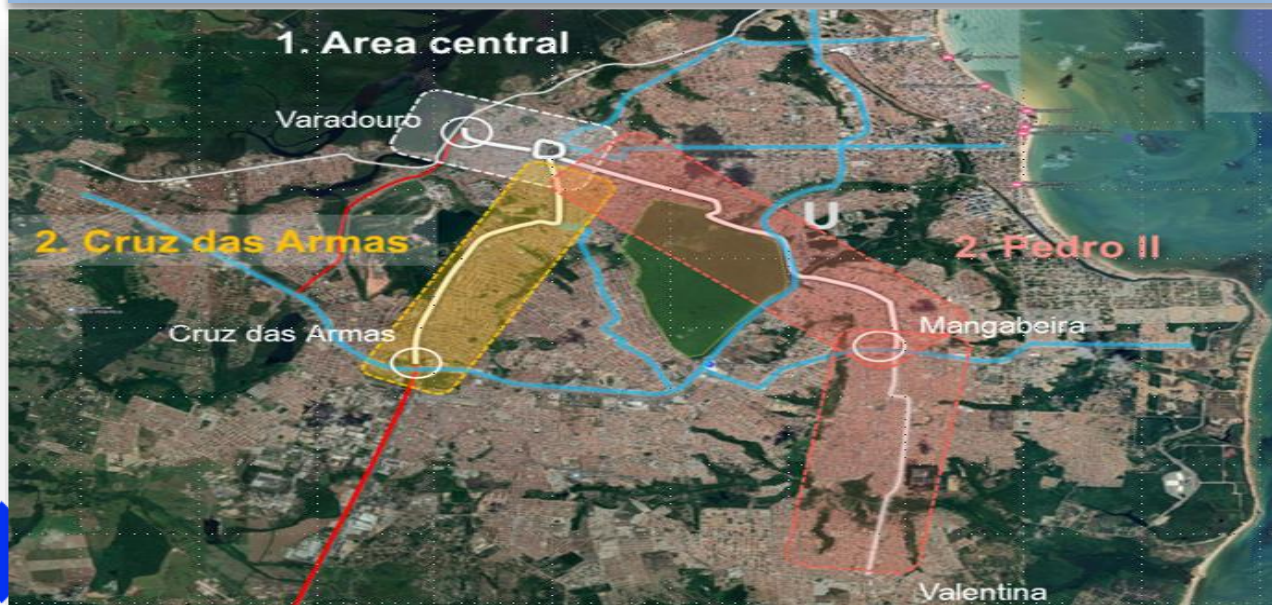 1. Area central
Varadouro
U
2. Cruz das Armas
2. Pedro II
Cruz das Armas
Mangabeira
Valentina